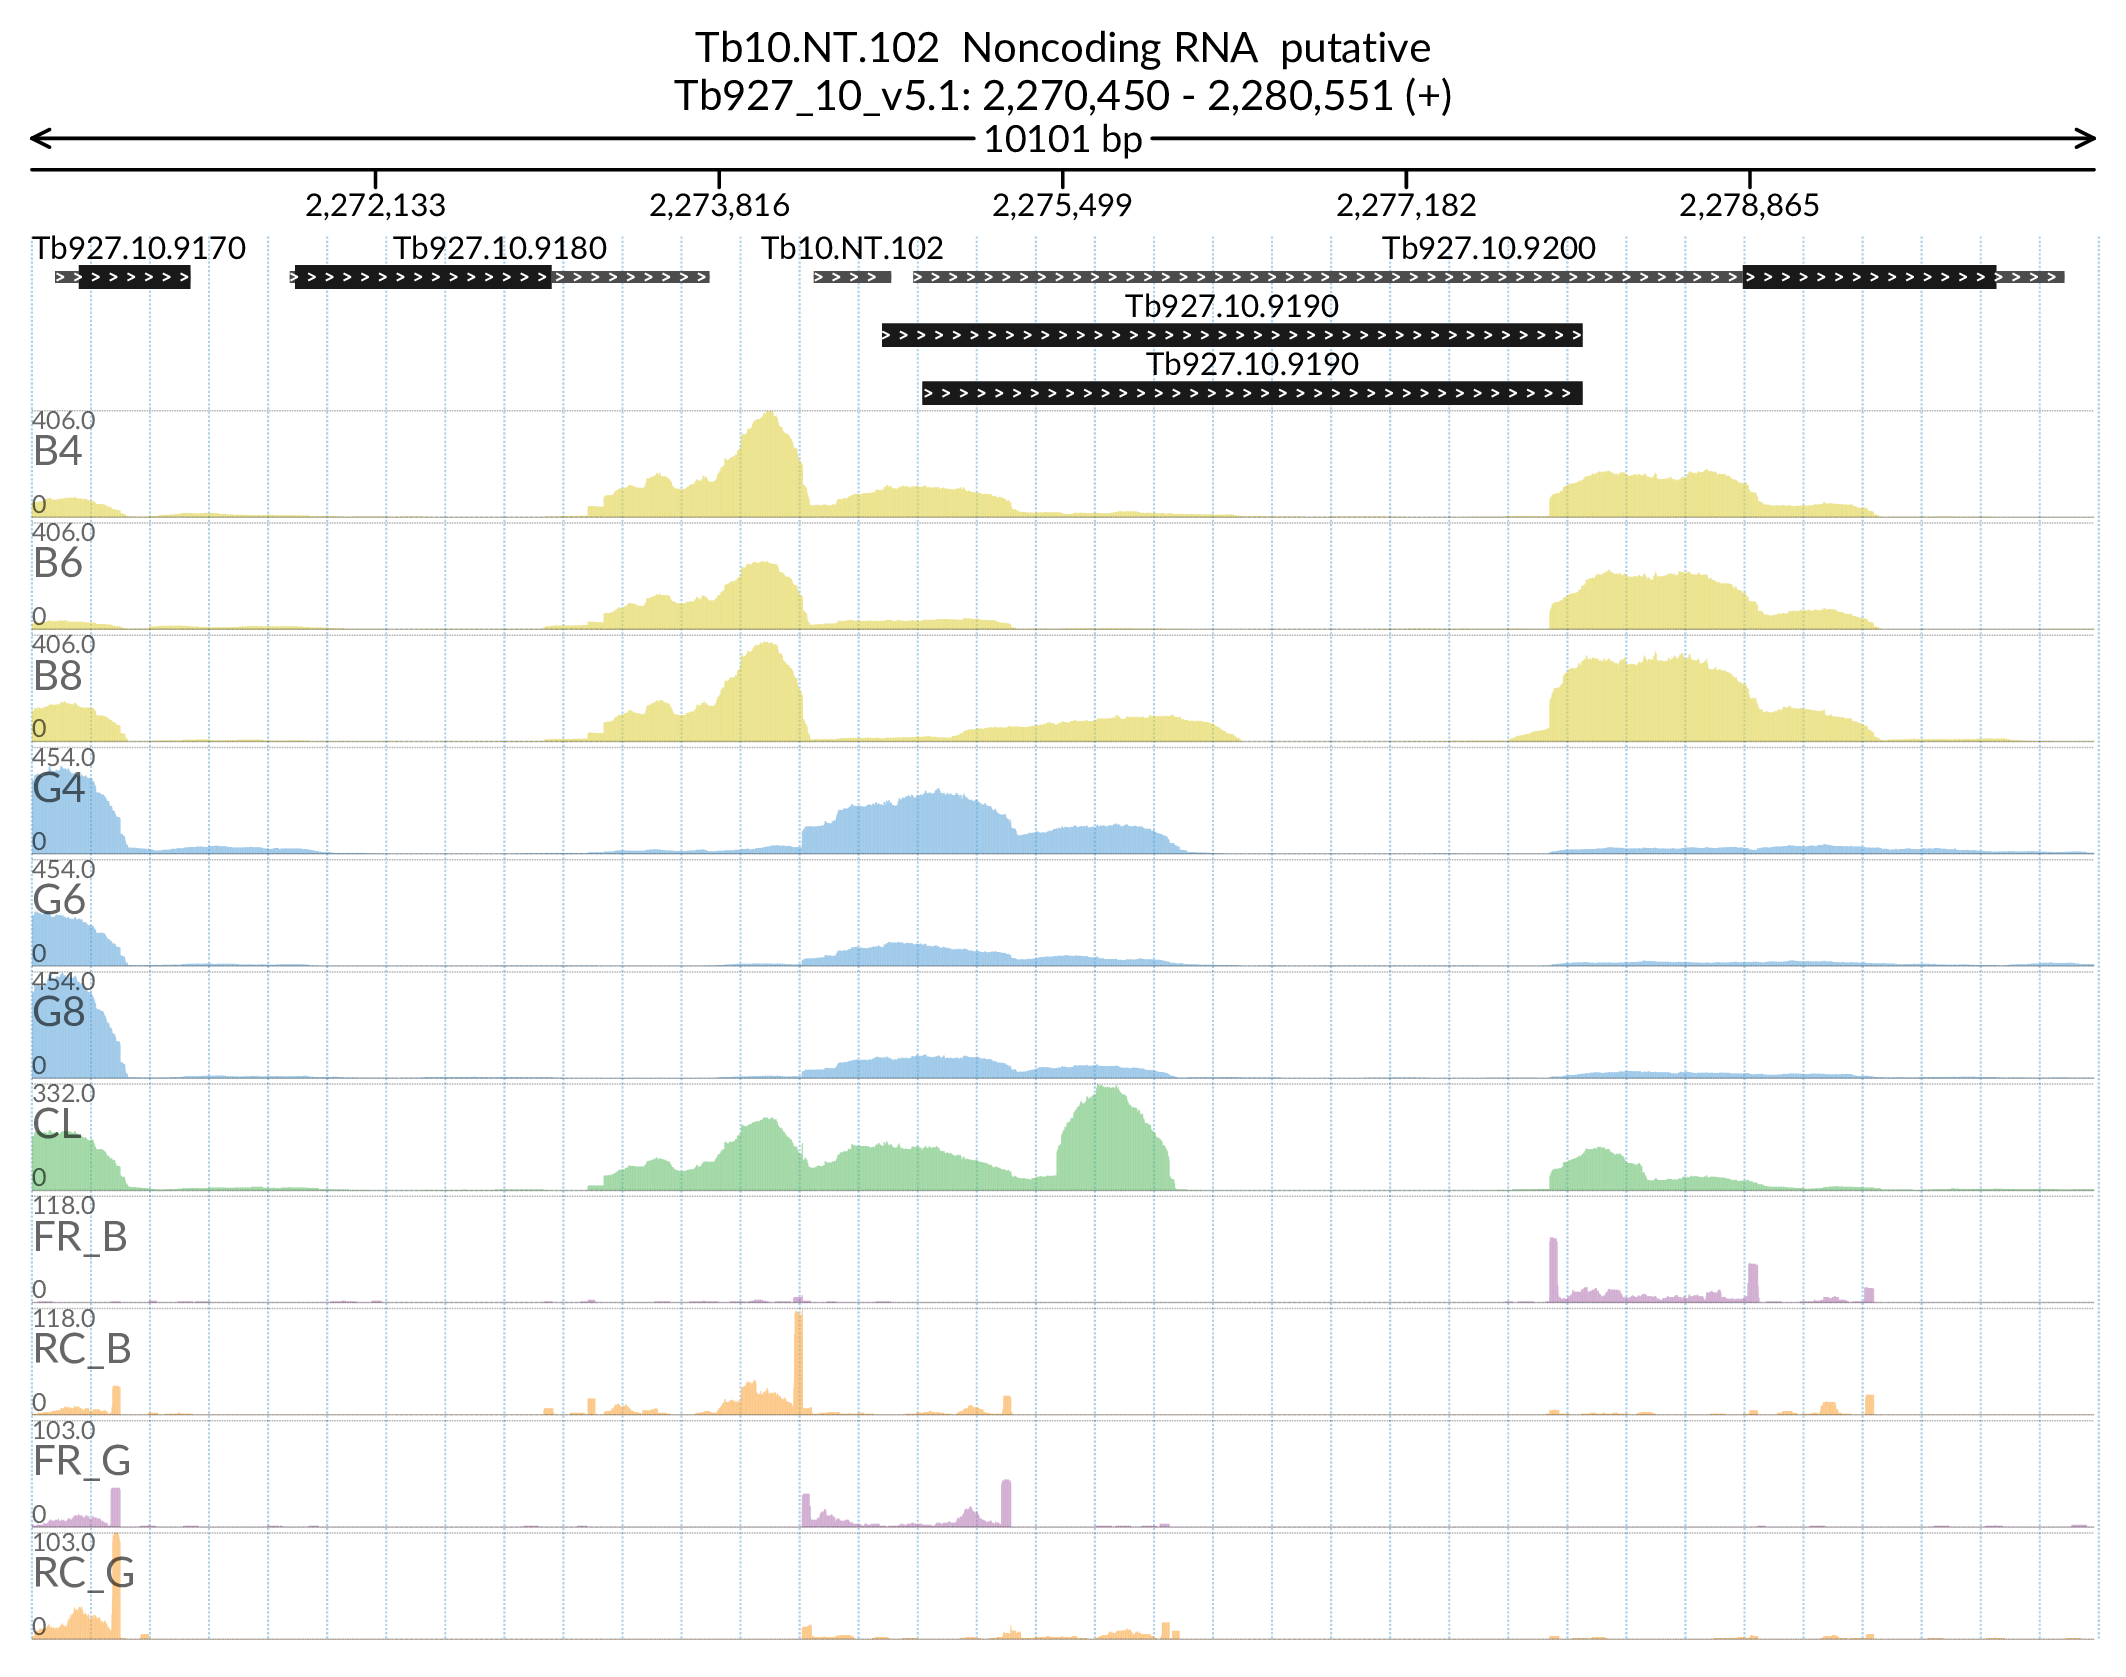 Tb10.NT.102 Noncoding RNA putative
Tb927_10_v5.1: 2,270,450 - 2,280,551 (+)
10101 bp
2,272,133 2,273,816 2,275,499 2,277,182 2,278,865
Tb927.10.9170 Tb927.10.9180 Tb10.NT.102 Tb927.10.9200
Tb927.10.9190
Tb927.10.9190
406.0
B4
0
406.0
B6
0
406.0
B8
0
454.0
G4
0
454.0
G6
0
454.0
G8
0
332.0
CL
0
118.0
FR_B
0
118.0
RC_B
0
103.0
FR_G
0
103.0
RC_G
0